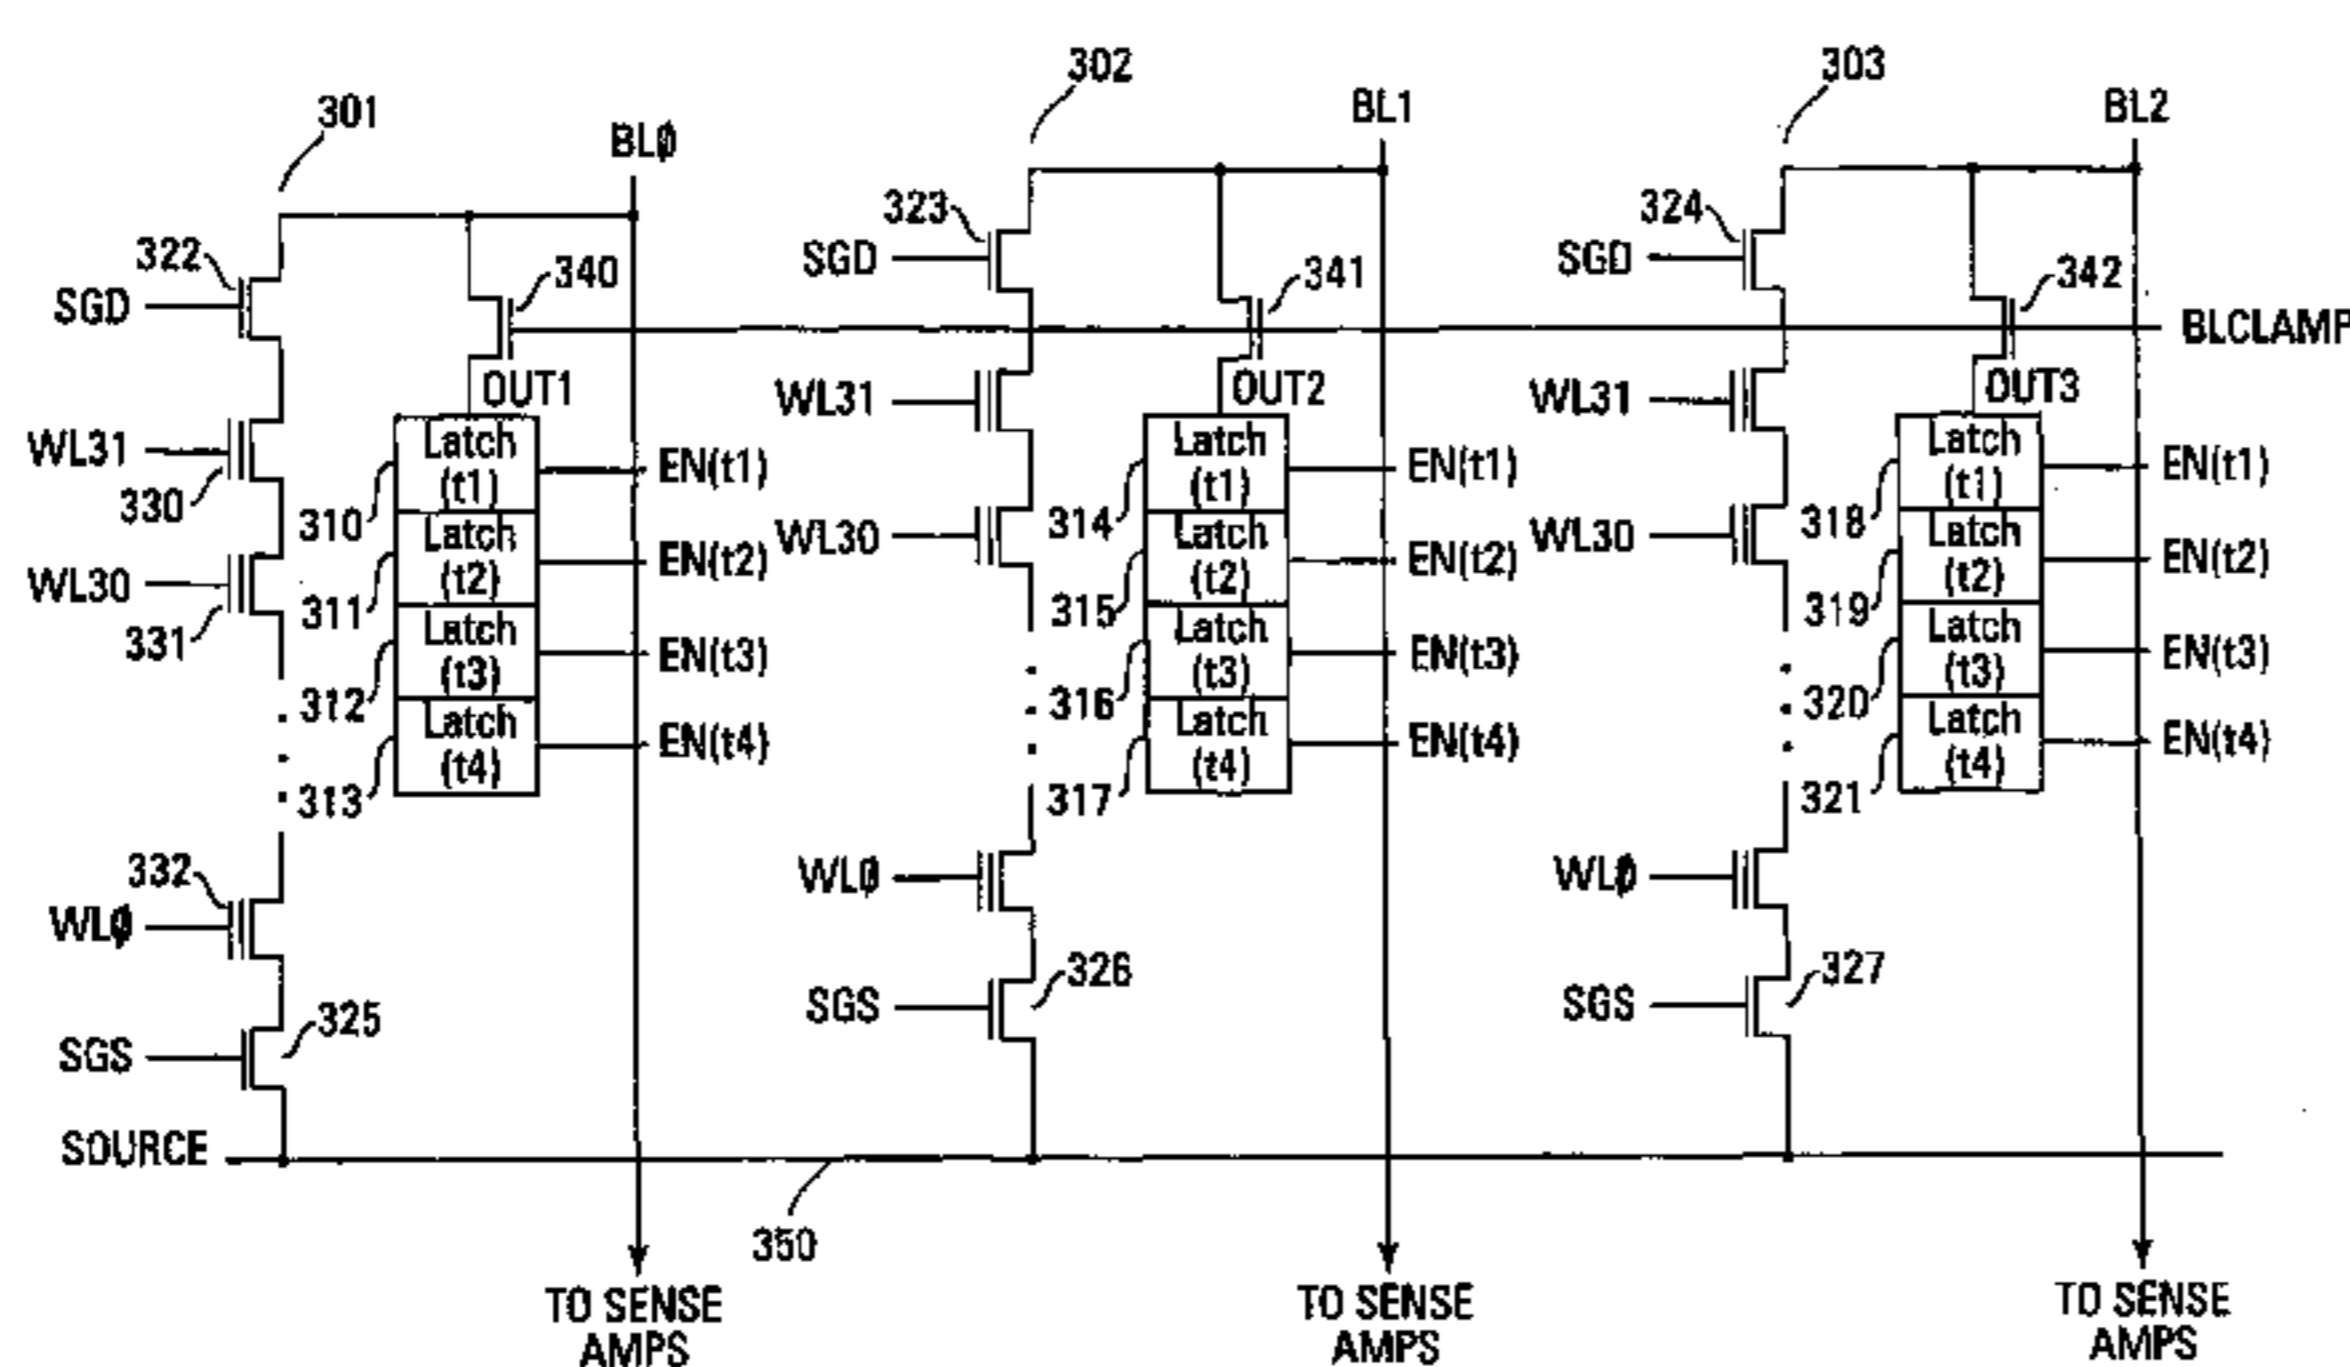 302
303
301
BL1
BL2
BL0
323
324
322
SGD
SGD
SGD
340
341
342
BLCLAMP
OUT1
OUT2
OUT3
WL31
WL31
WL31
330
310
Latch
(t1)
EN(t1)
314
Latch
(t1)
EN(t1)
318
Latch
(t1)
EN(t1)
WL30
WL30
WL30
331
311
Latch
(t2)
EN(t2)
315
Latch
(t2)
EN(t2)
319
Latch
(t2)
EN(t2)
312
Latch
(t3)
EN(t3)
316
Latch
(t3)
EN(t3)
320
Latch
(t3)
EN(t3)
313
Latch
(t4)
EN(t4)
317
Latch
(t4)
EN(t4)
321
Latch
(t4)
EN(t4)
332
WL0
WL0
WL0
325
326
327
SGS
SGS
SGS
SOURCE
350
TO SENSE
AMPS
TO SENSE
AMPS
TO SENSE
AMPS